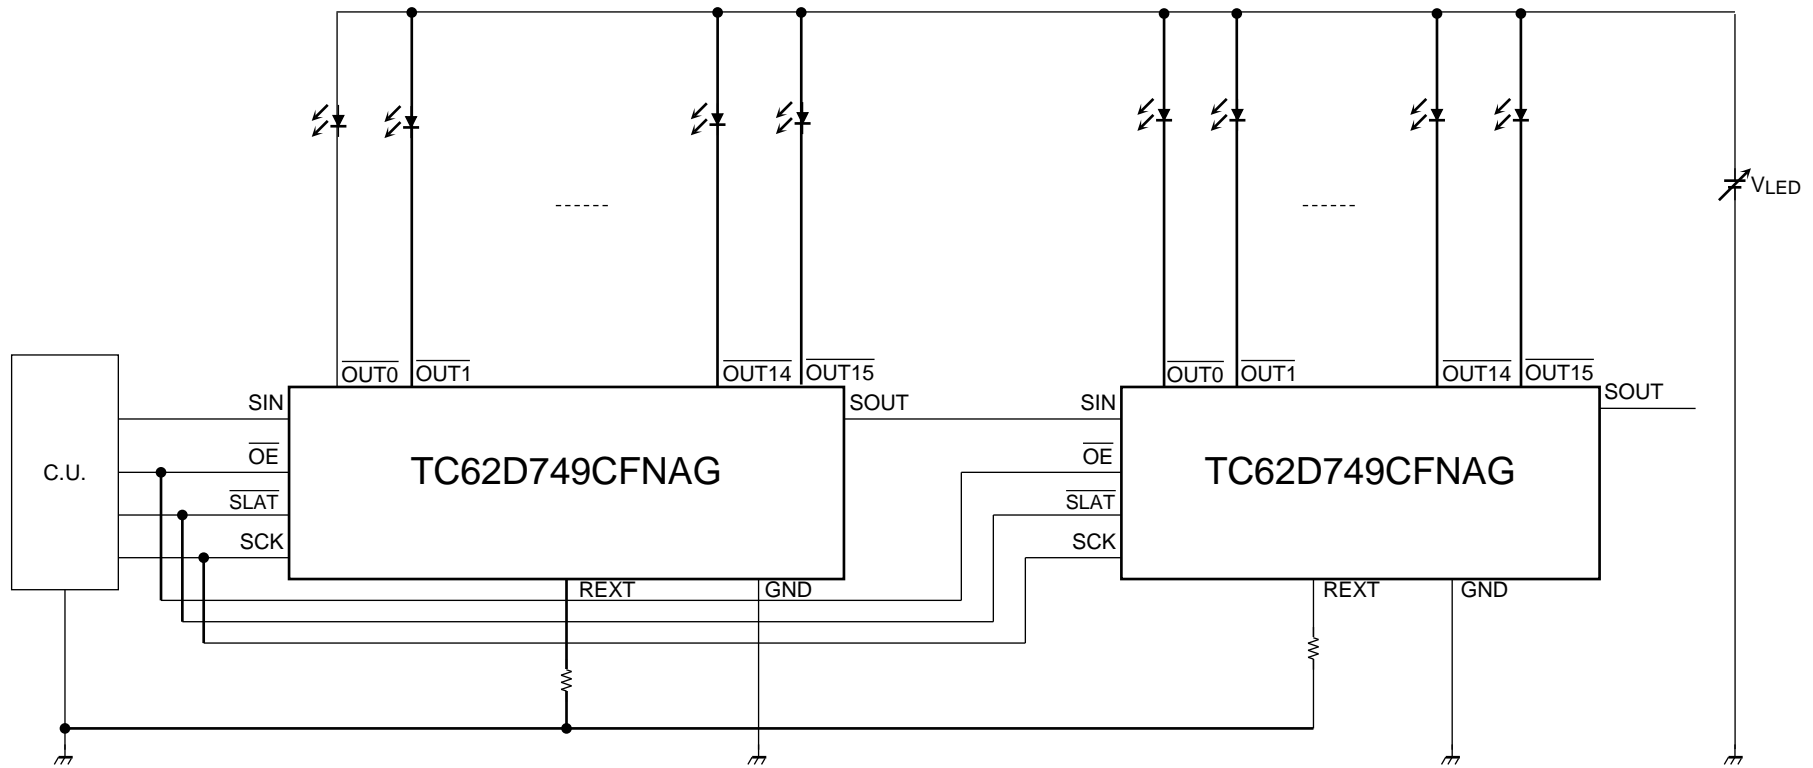 VLED
OUT0 OUT1 OUT14 OUT15 OUT0 OUT1 OUT14 OUT15
SIN SOUT SIN SOUT
C.U. OE TC62D749CFNAG OE TC62D749CFNAG
SLAT SLAT
SCK SCK
REXT GND REXT GND